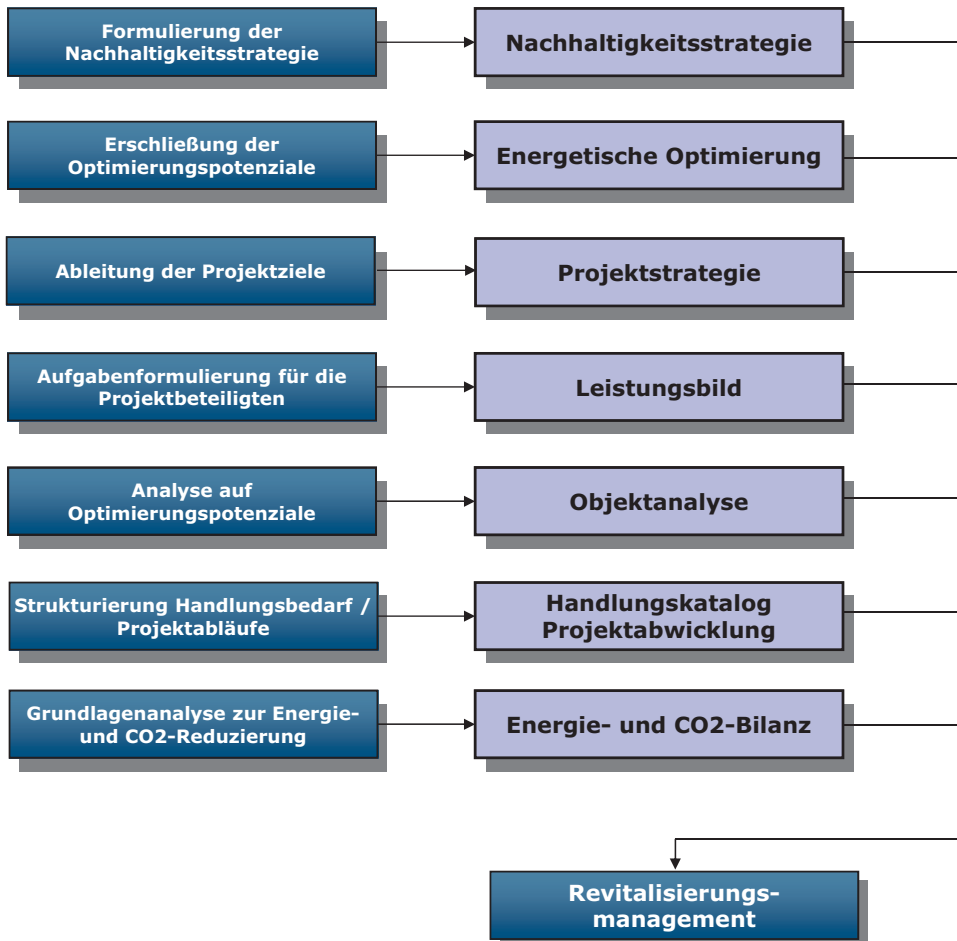 Formulierung der
Nachhaltigkeitsstrategie
Nachhaltigkeitsstrategie
Erschließung der
Optimierungspotenziale
Energetische Optimierung
Ableitung der Projektziele
Projektstrategie
Aufgabenformulierung für die
Projektbeteiligten
Leistungsbild
Analyse auf
Optimierungspotenziale
Objektanalyse
Strukturierung Handlungsbedarf /
Projektabläufe
Handlungskatalog
Projektabwicklung
Grundlagenanalyse zur Energie-
und CO2-Reduzierung
Energie- und CO2-Bilanz
Revitalisierungs-
management